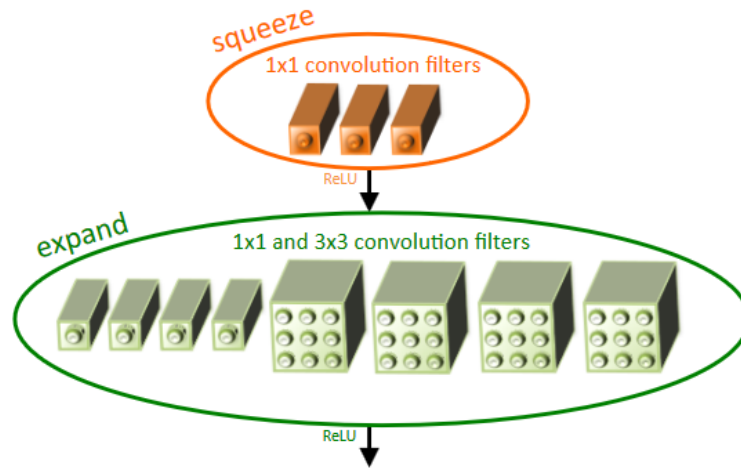 squeeze
1x1 convolution filters
ReLU
expand
1x1 and 3x3 convolution filters
ReLU